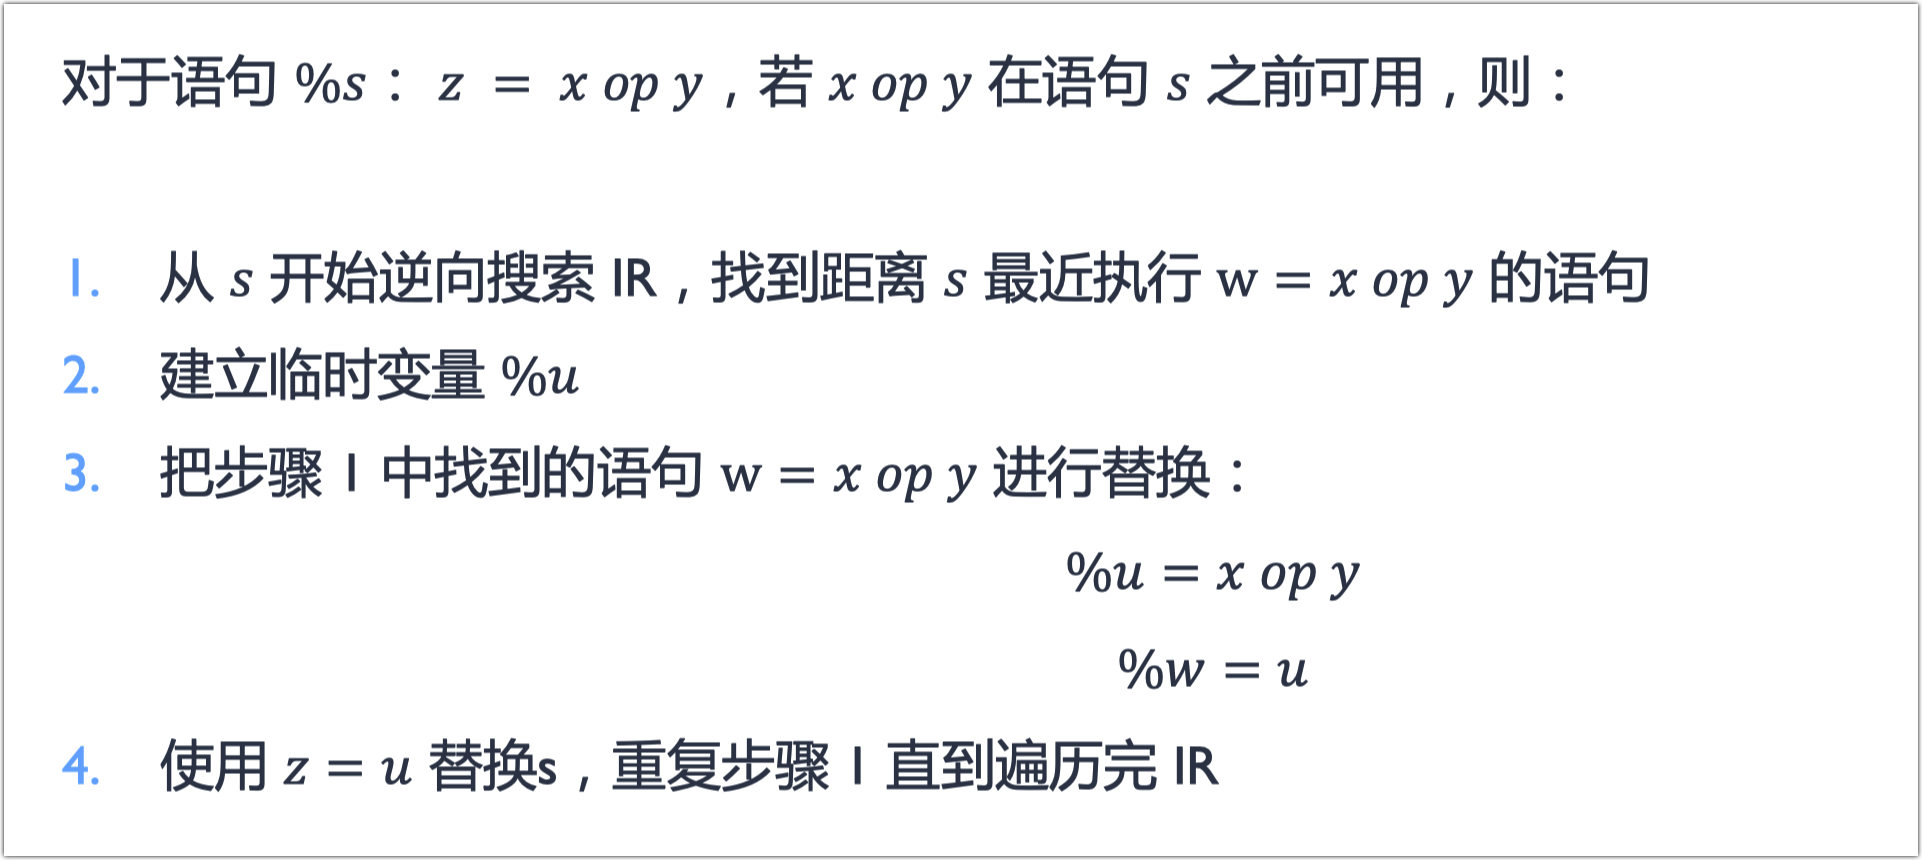 对于语句 %s： z = x op y，若 x op y 在语句 s 之前可用，则：
1. 从 s 开始逆向搜索 IR，找到距离 s 最近执行 w = x op y 的语句
2. 建立临时变量 %u
3. 把步骤 1 中找到的语句 w = x op y 进行替换：
%u = x op y
%w = u
4. 使用 z = u 替换s，重复步骤 1 直到遍历完 IR